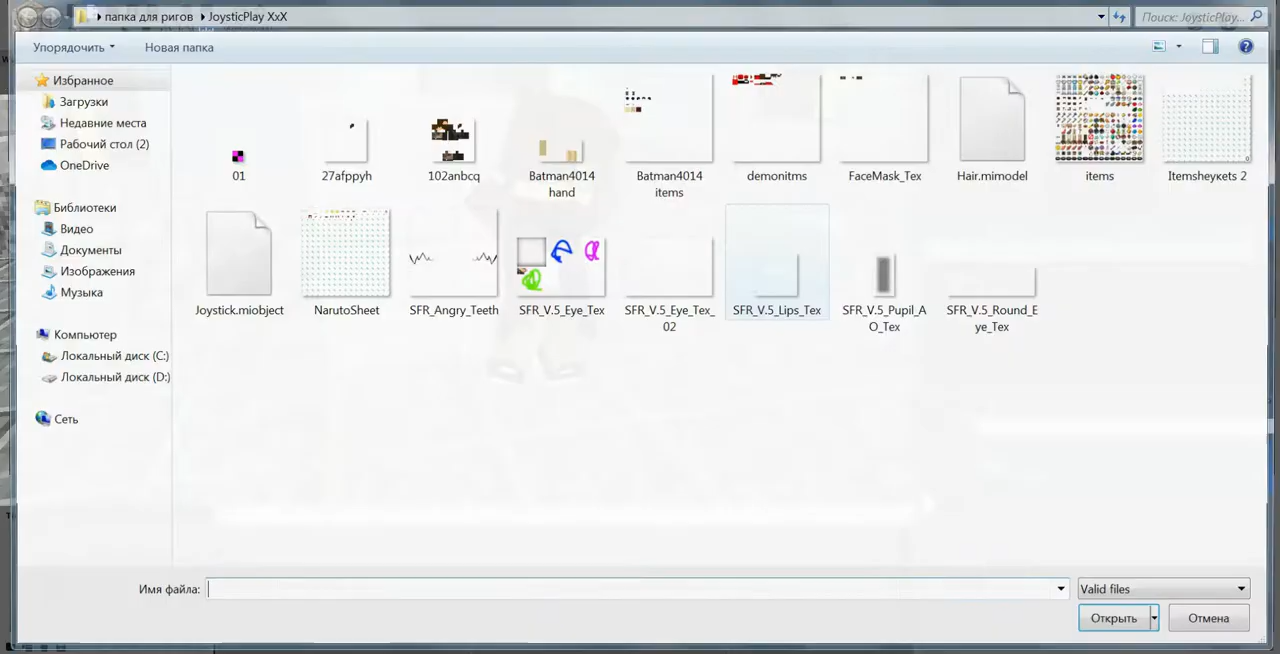 папка для ригов
JoysticPlay XxX
Поиск: JoysticPlay...
Упорядочить
Новая папка
Избранное
Загрузки
Недавние места
Рабочий стол (2)
OneDrive
Библиотеки
Видео
Документы
Изображения
Музыка
Компьютер
Локальный диск (C:)
Локальный диск (D:)
Сеть
01
27afppyh
102anbcq
Batman4014
hand
Batman4014
items
demonitms
FaceMask_Tex
Hair.mimodel
items
Itemsheykets 2
Joystick.miobject
NarutoSheet
SFR_Angry_Teeth
SFR_V.5_Eye_Tex
SFR_V.5_Eye_Tex_
02
SFR_V.5_Lips_Tex
SFR_V.5_Pupil_A
O_Tex
SFR_V.5_Round_E
ye_Tex
Имя файла:
Valid files
Открыть
Отмена